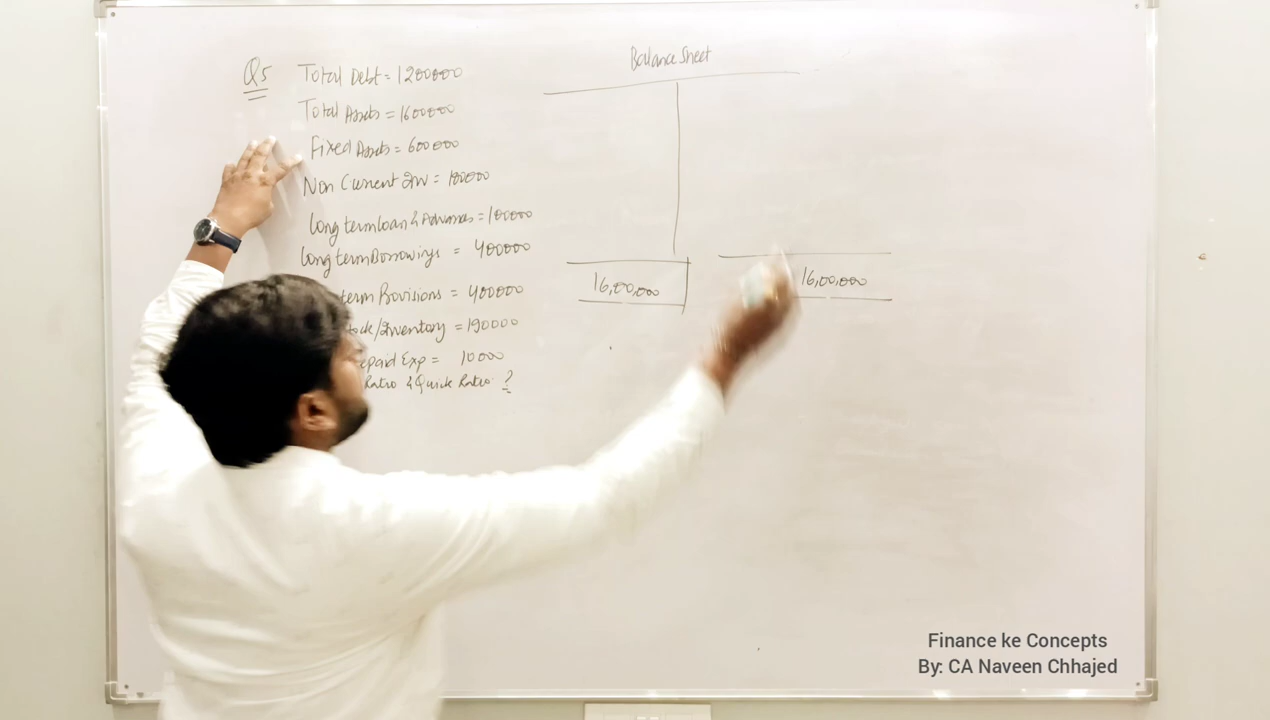 Q5 Total Debt = 1200000
Total Assets = 1600000
Fixed Assets = 600000
Non Current Inv = 100000
Long term loan & Advances = 100000
Long term Borrowings = 400000
term Provisions = 400000
tock/Inventory = 190000
epaid Exp = 10000
Ratio & Quick Ratio ?
Balance Sheet
16,00,000
16,00,000
Finance ke Concepts
By: CA Naveen Chhajed